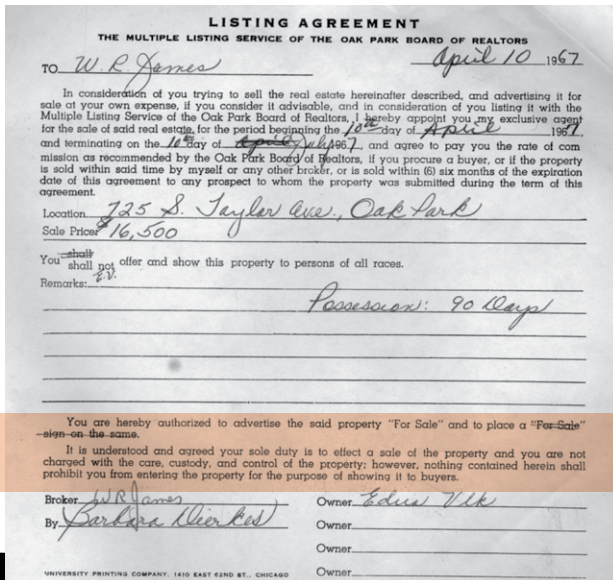 LISTING AGREEMENT
THE MULTIPLE LISTING SERVICE OF THE OAK PARK BOARD OF REALTORS
April 10 1967
TO W. R. James
In consideration of you trying to sell the real estate hereinafter described, and advertising it for
sale at your own expense, if you consider it advisable, and in consideration of you listing it with the
Multiple Listing Service of the Oak Park Board of Realtors, I hereby appoint you my exclusive agent
for the sale of said real estate, for the period beginning the 10th day of April 1967
and terminating on the 10th day of April July 1967, and agree to pay you the rate of com
mission as recommended by the Oak Park Board of Realtors, if you procure a buyer, or if the property
is sold within said time by myself or any other broker, or is sold within (6) six months of the expiration
date of this agreement to any prospect to whom the property was submitted during the term of this
agreement.
Location 725 S. Taylor Ave., Oak Park
Sale Price $16,500
You shall
shall not offer and show this property to persons of all races.
E.V.
Remarks:
Possession: 90 Days
You are hereby authorized to advertise the said property "For Sale" and to place a "For Sale"
sign on the same.
It is understood and agreed your sole duty is to effect a sale of the property and you are not
charged with the care, custody, and control of the property; however, nothing contained herein shall
prohibit you from entering the property for the purpose of showing it to buyers.
Broker W R James Owner Edna Vlk
By Barbara Dierkes Owner
Owner
UNIVERSITY PRINTING COMPANY, 1410 EAST 62ND ST., CHICAGO Owner